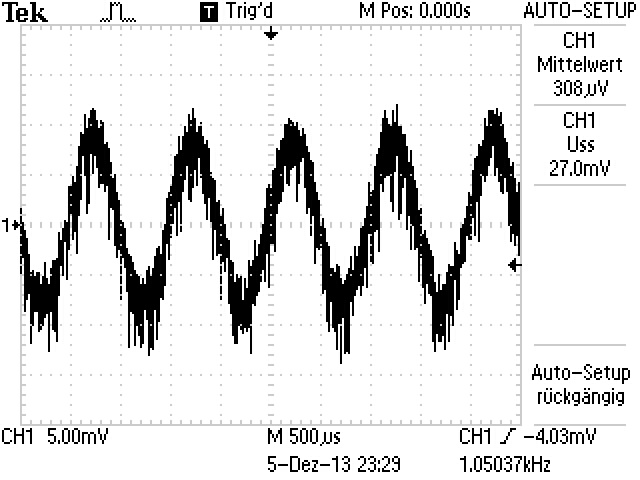 Tek T Trig'd M Pos: 0.000s AUTO-SETUP
CH1
Mittelwert
308µV
CH1
Uss
27.0mV
1
Auto-Setup
rückgängig
CH1 5.00mV M 500µs CH1 -4.03mV
5-Dez-13 23:29 1.05037kHz